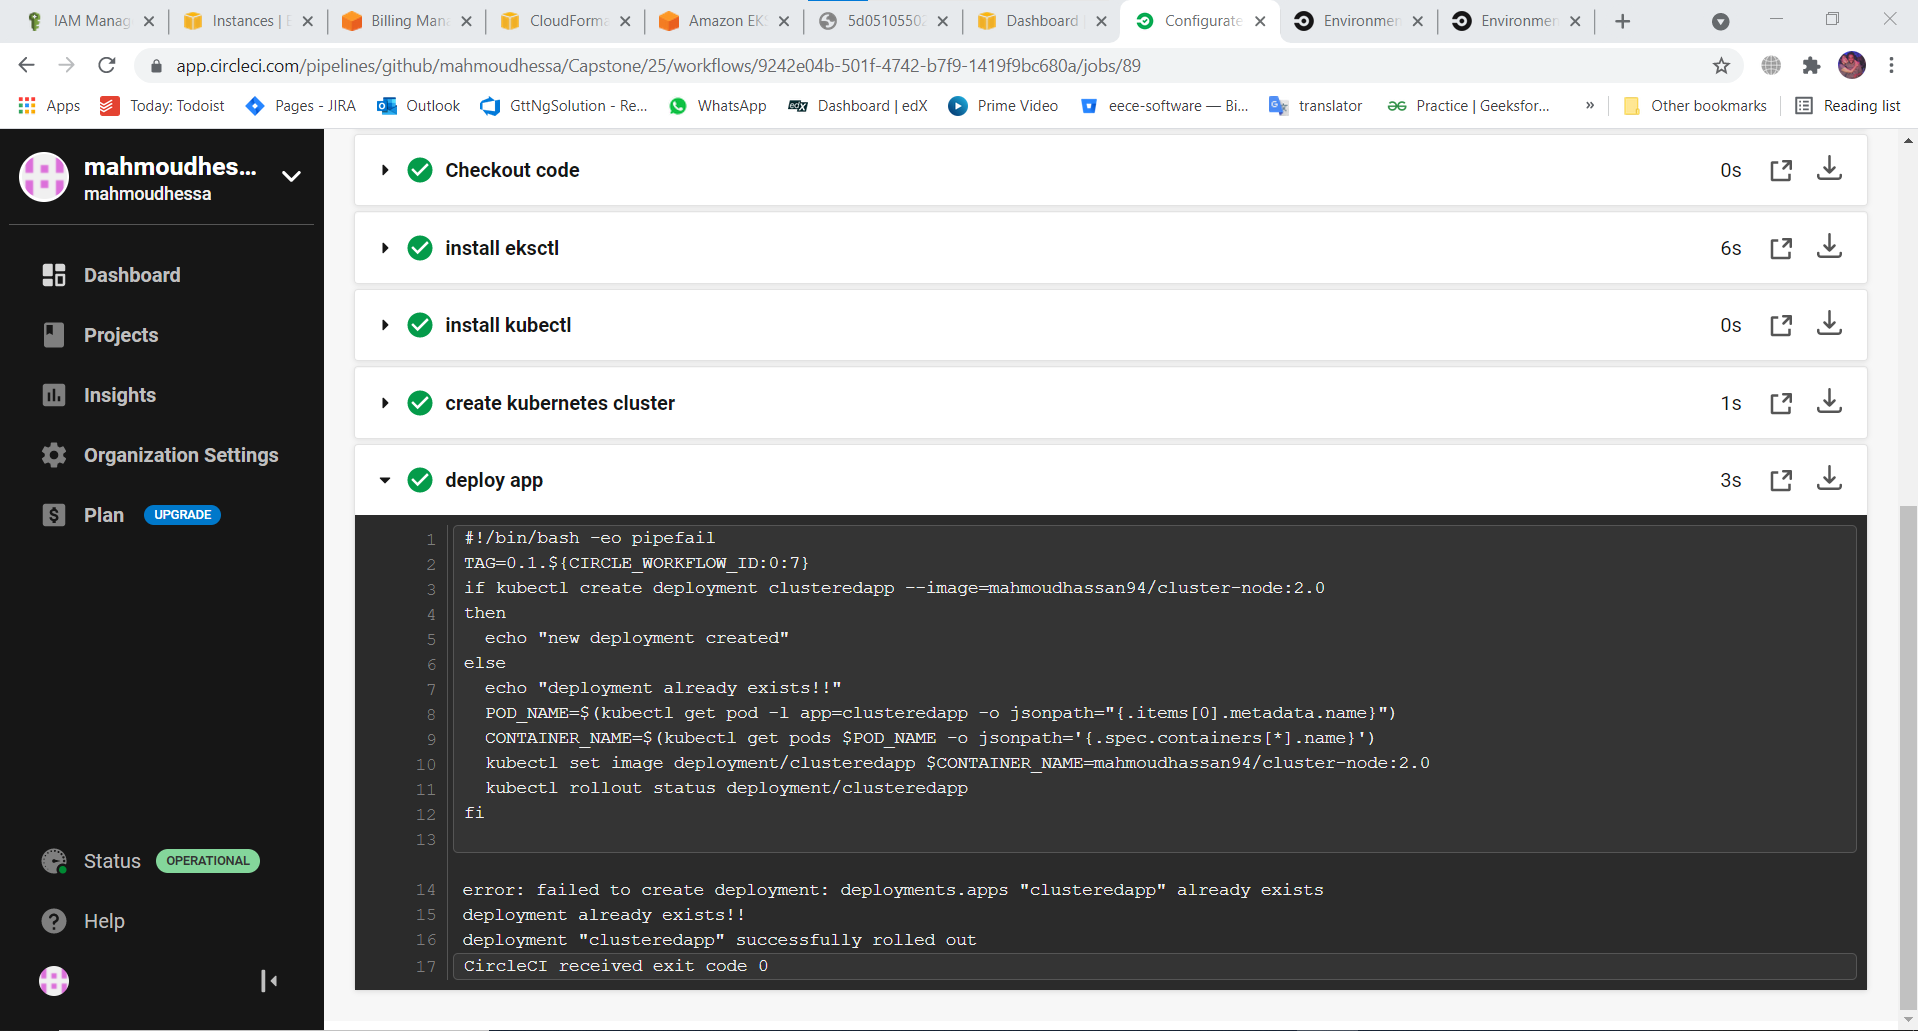 IAM Manag
Instances | E
Billing Mana
CloudForma
Amazon EKS
5d05105502
Dashboard |
Configurate
Environmen
Environmen
app.circleci.com/pipelines/github/mahmoudhessa/Capstone/25/workflows/9242e04b-501f-4742-b7f9-1419f9bc680a/jobs/89
Apps
Today: Todoist
Pages - JIRA
Outlook
GttNgSolution - Re...
WhatsApp
edX
Dashboard | edX
Prime Video
eece-software — Bi...
translator
Practice | Geeksfor...
»
Other bookmarks
Reading list
mahmoudhes...
mahmoudhessa
Dashboard
Projects
Insights
Organization Settings
Plan UPGRADE
Status OPERATIONAL
Help
Checkout code 0s
install eksctl 6s
install kubectl 0s
create kubernetes cluster 1s
deploy app 3s
1 #!/bin/bash -eo pipefail
2 TAG=0.1.${CIRCLE_WORKFLOW_ID:0:7}
3 if kubectl create deployment clusteredapp --image=mahmoudhassan94/cluster-node:2.0
4 then
5   echo "new deployment created"
6 else
7   echo "deployment already exists!!"
8   POD_NAME=$(kubectl get pod -l app=clusteredapp -o jsonpath="{.items[0].metadata.name}")
9   CONTAINER_NAME=$(kubectl get pods $POD_NAME -o jsonpath='{.spec.containers[*].name}')
10   kubectl set image deployment/clusteredapp $CONTAINER_NAME=mahmoudhassan94/cluster-node:2.0
11   kubectl rollout status deployment/clusteredapp
12 fi
13
14 error: failed to create deployment: deployments.apps "clusteredapp" already exists
15 deployment already exists!!
16 deployment "clusteredapp" successfully rolled out
17 CircleCI received exit code 0